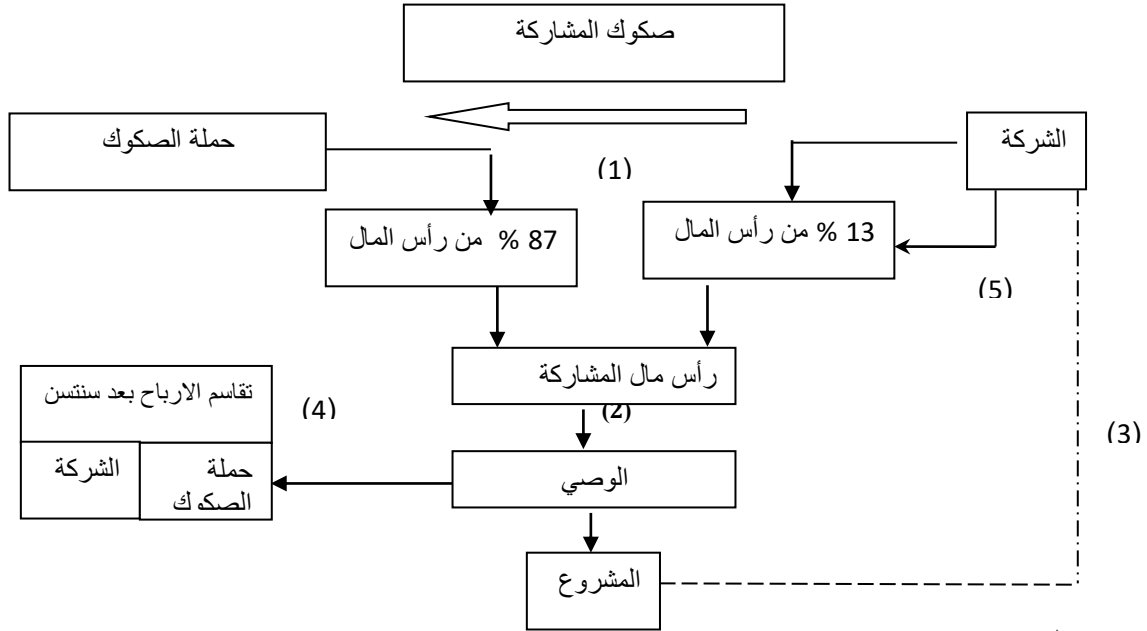 صكوك المشاركة
الشركة
حملة الصكوك
(1)
13 % من رأس المال
87 % من رأس المال
(5)
رأس مال المشاركة
تقاسم الارباح بعد سنتسن
(4)
(2)
(3)
حملة
الصكوك
الشركة
الوصي
المشروع